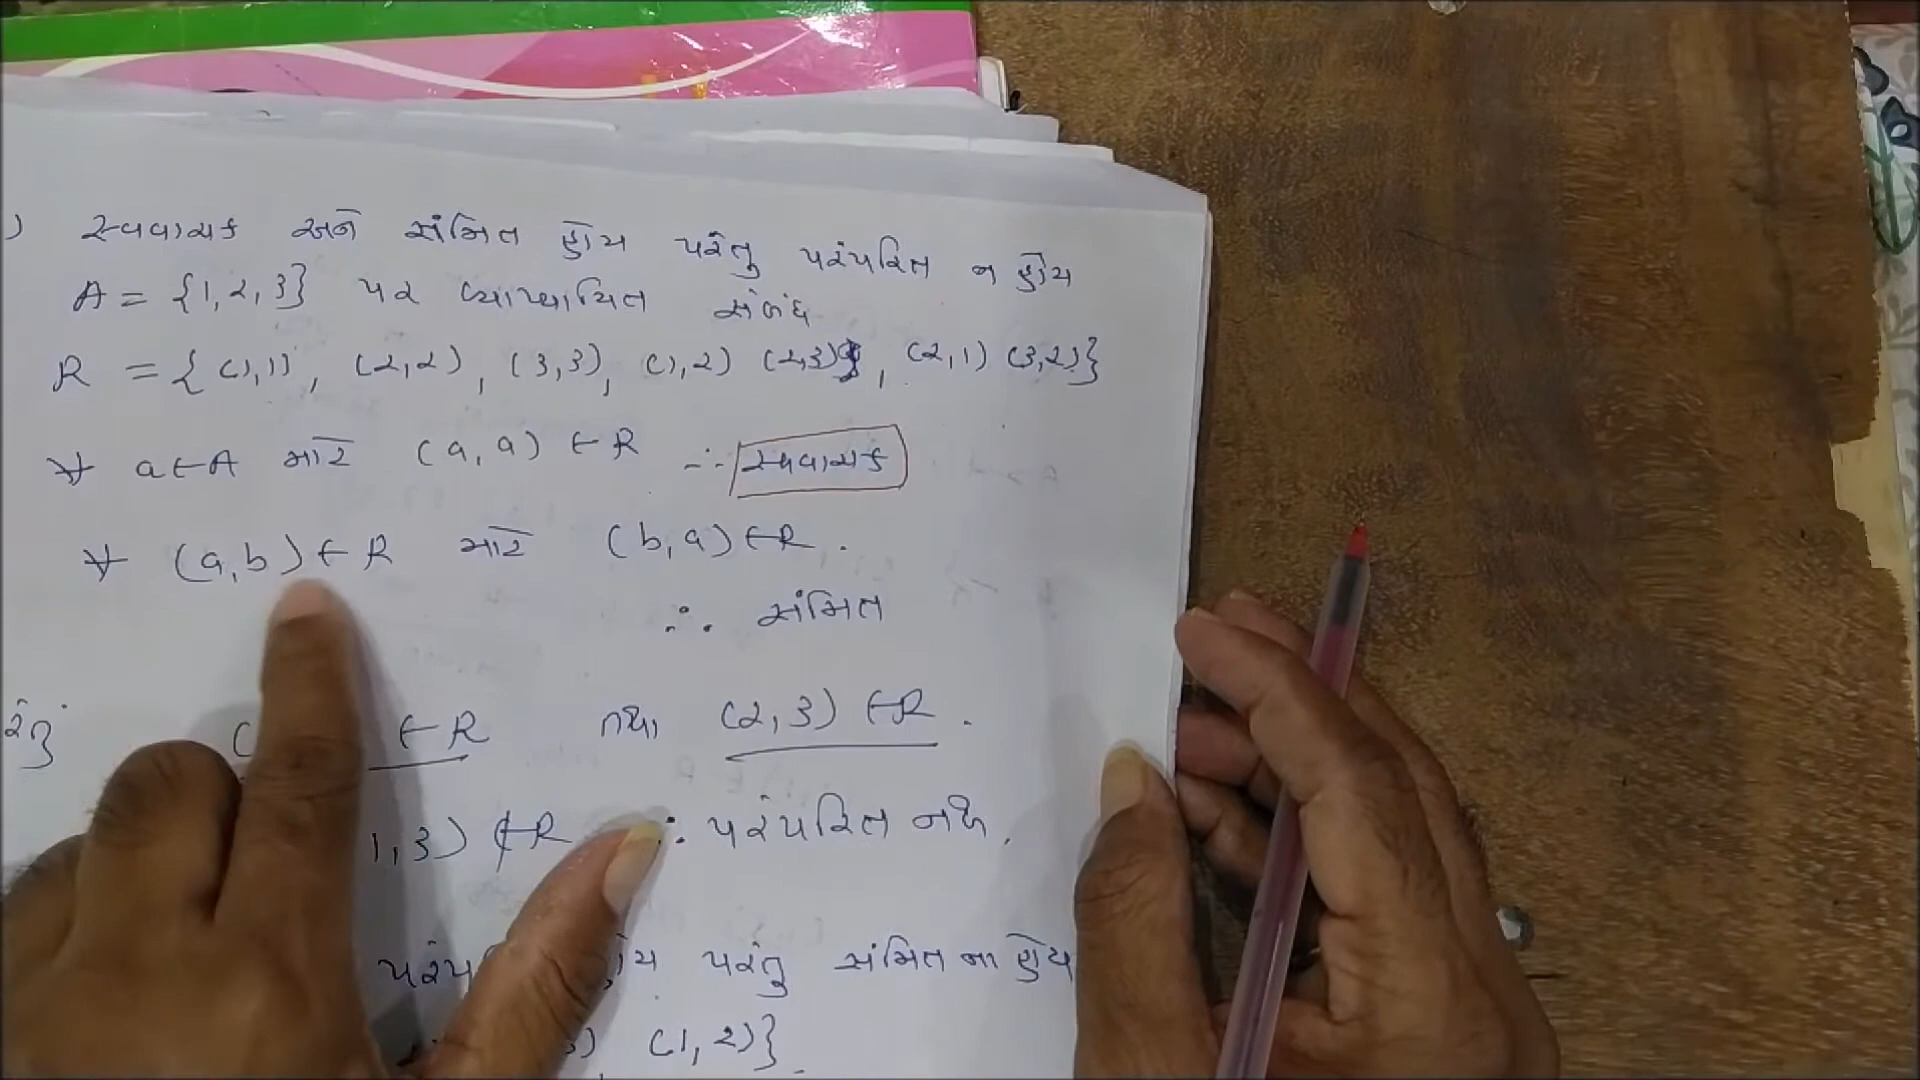 ) સ્વવાચક અને સંમિત હોય પરંતુ પરંપરિત ન હોય
A = {1,2,3} પર વ્યાખ્યાયિત સંબંધ
R = { (1,1), (2,2), (3,3), (1,2) (2,3), (2,1) (3,2)}
∀ a∈A માટે (a,a) ∈ R ∴ સ્વવાચક
∀ (a,b) ∈ R માટે (b,a) ∈ R.
∴ સંમિત
રંતુ ( ∈ R તથા (2,3) ∈ R.
1,3) ∉ R ∴ પરંપરિત નથી.
પરંપ ોય પરંતુ સંમિત ના હોય
) (1,2)}